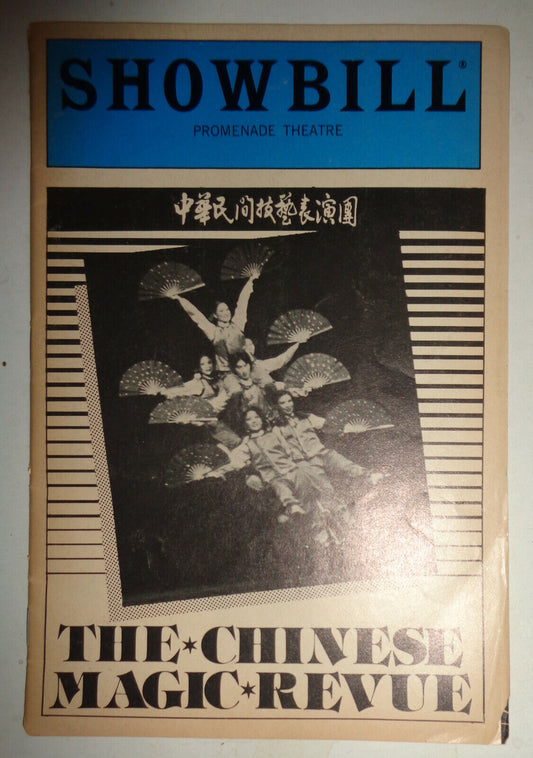 SHOWBILL®
PROMENADE THEATRE
中華民間技藝表演團
THE★CHINESE
MAGIC★REVUE